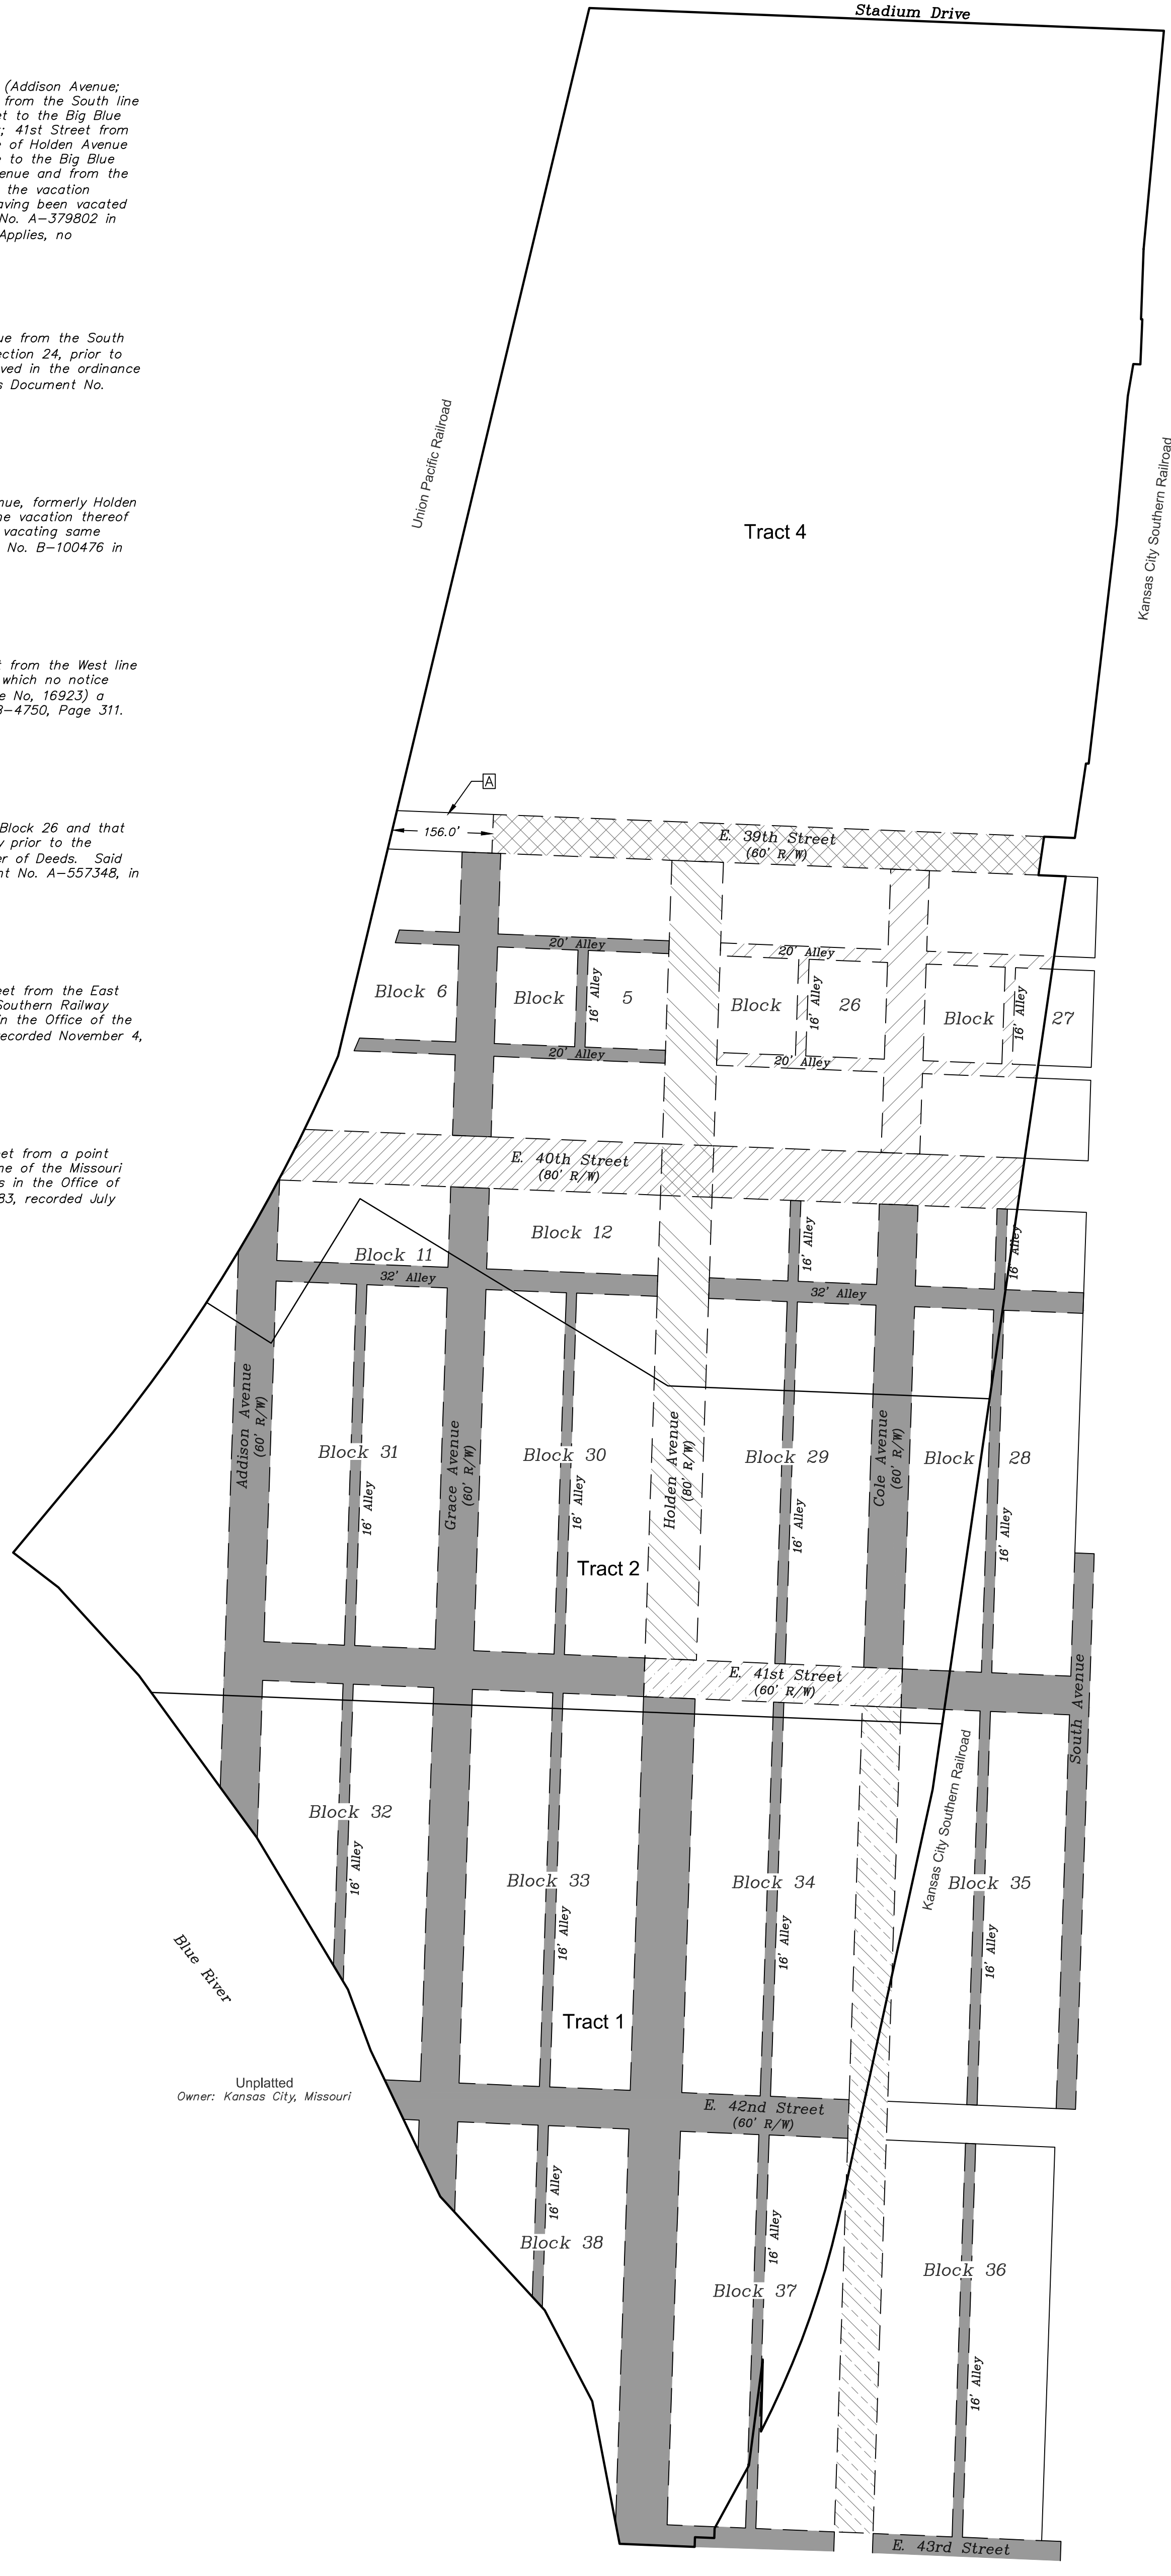 Stadium Drive
(Addison Avenue;
from the South line
et to the Big Blue
; 41st Street from
e of Holden Avenue
e to the Big Blue
enue and from the
the vacation
aving been vacated
No. A-379802 in
Applies, no
ue from the South
ection 24, prior to
ved in the ordinance
s Document No.
nue, formerly Holden
he vacation thereof
vacating same
No. B-100476 in
t from the West line
which no notice
e No, 16923) a
B-4750, Page 311.
Block 26 and that
y prior to the
er of Deeds. Said
nt No. A-557348, in
eet from the East
Southern Railway
in the Office of the
recorded November 4,
eet from a point
ne of the Missouri
s in the Office of
83, recorded July
Union Pacific Railroad
Kansas City Southern Railroad
Tract 4
A
156.0'
E. 39th Street
(60' R/W)
20' Alley
20' Alley
Block 6
Block 5
16' Alley
Block 26
16' Alley
Block 27
16' Alley
20' Alley
20' Alley
E. 40th Street
(80' R/W)
Block 12
Block 11
16' Alley
16' Alley
32' Alley
32' Alley
Addison Avenue
(60' R/W)
Block 31
16' Alley
Grace Avenue
(60' R/W)
Block 30
16' Alley
Holden Avenue
(80' R/W)
Block 29
16' Alley
Cole Avenue
(60' R/W)
Block 28
16' Alley
Tract 2
E. 41st Street
(60' R/W)
South Avenue
Kansas City Southern Railroad
Block 32
16' Alley
Block 33
16' Alley
Block 34
16' Alley
Block 35
16' Alley
Blue River
Tract 1
Unplatted
Owner: Kansas City, Missouri
E. 42nd Street
(60' R/W)
16' Alley
Block 38
16' Alley
Block 37
Block 36
16' Alley
E. 43rd Street